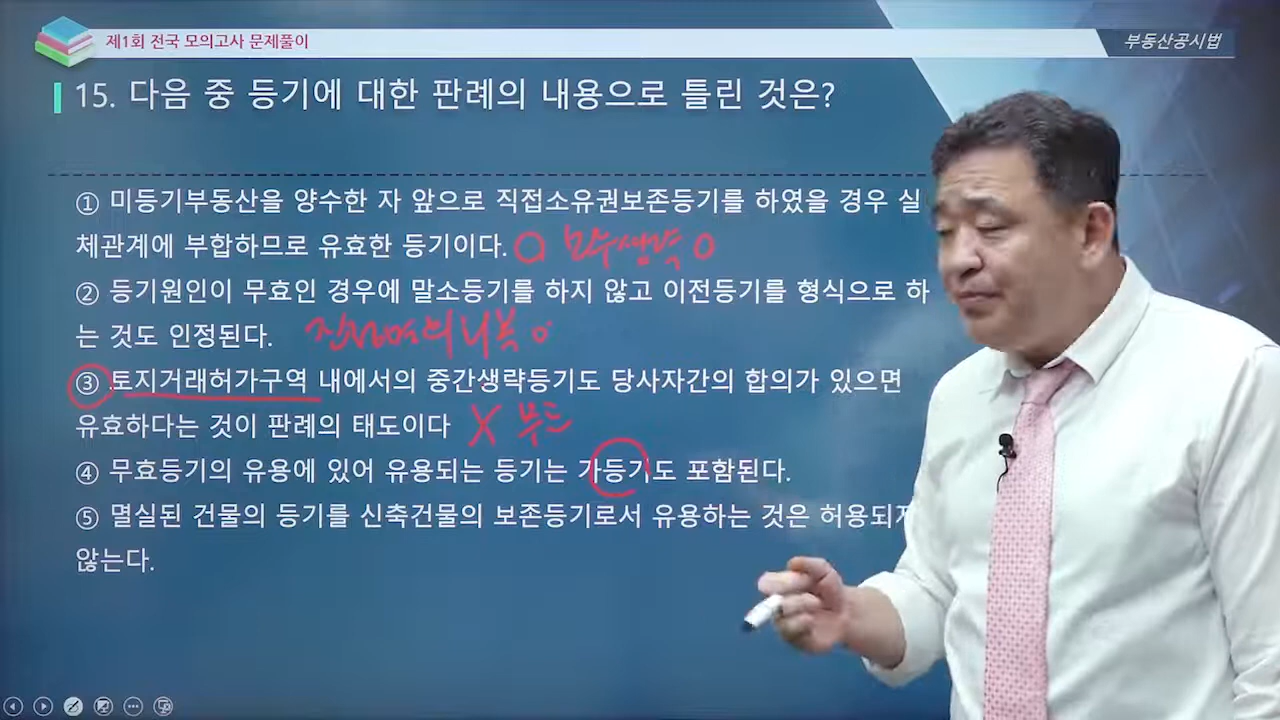 제1회 전국 모의고사 문제풀이
부동산공시법
15. 다음 중 등기에 대한 판례의 내용으로 틀린 것은?
① 미등기부동산을 양수한 자 앞으로 직접소유권보존등기를 하였을 경우 실
체관계에 부합하므로 유효한 등기이다. O 모두생략 O
② 등기원인이 무효인 경우에 말소등기를 하지 않고 이전등기를 형식으로 하
는 것도 인정된다.
③ 토지거래허가구역 내에서의 중간생략등기도 당사자간의 합의가 있으면
유효하다는 것이 판례의 태도이다 X 무효
④ 무효등기의 유용에 있어 유용되는 등기는 가등기도 포함된다.
⑤ 멸실된 건물의 등기를 신축건물의 보존등기로서 유용하는 것은 허용되지
않는다.